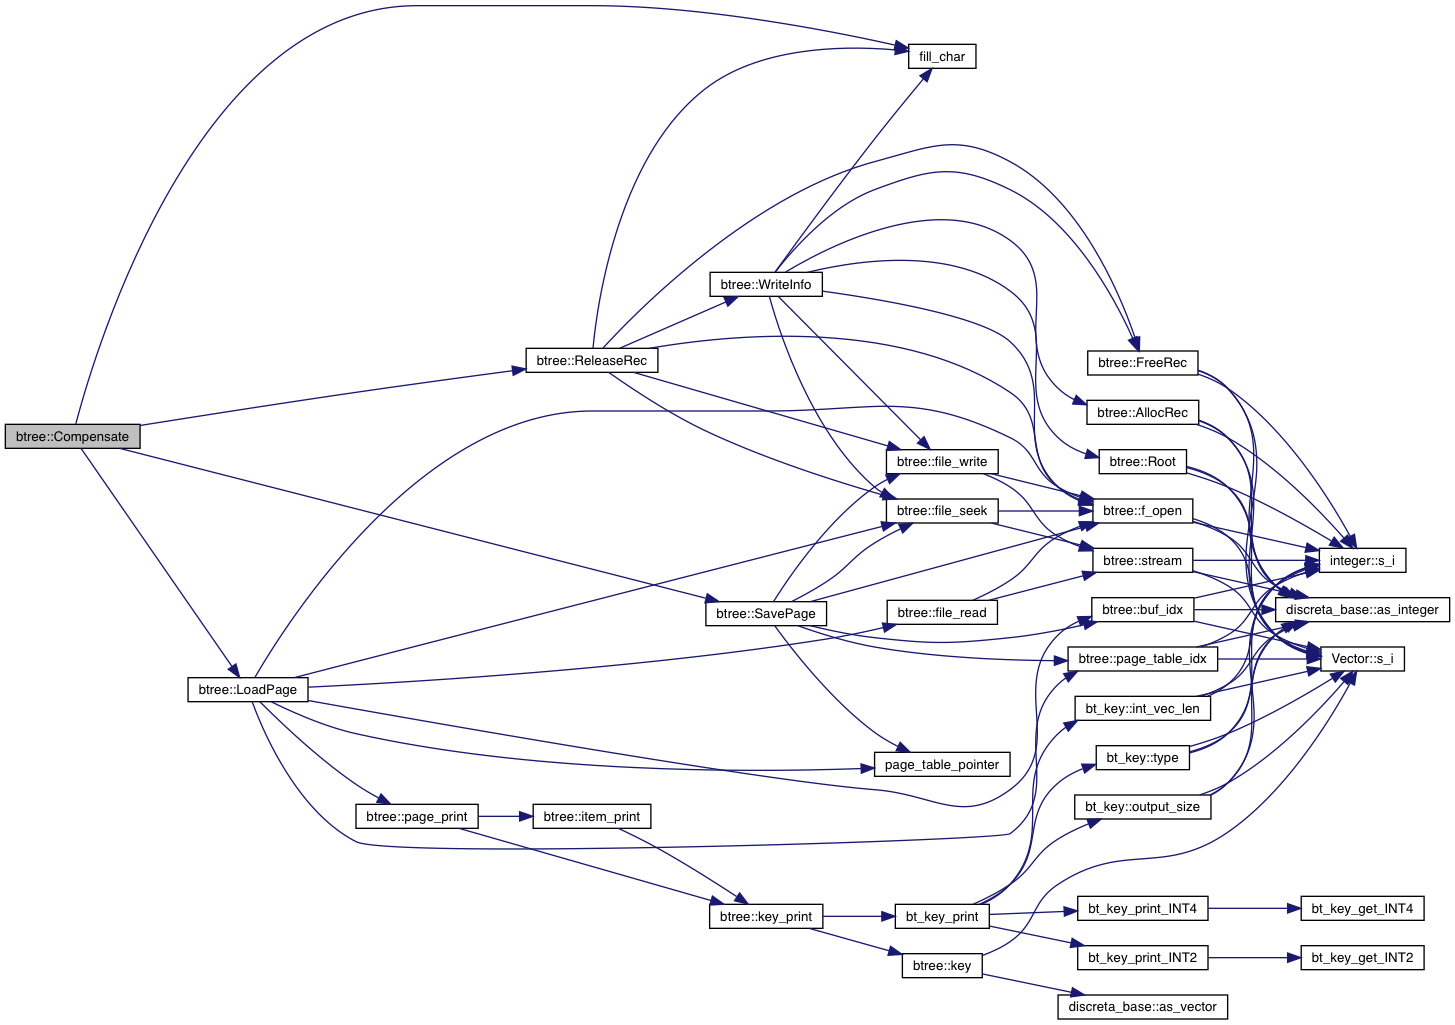 fill_char
btree::WriteInfo
btree::ReleaseRec
btree::FreeRec
btree::AllocRec
btree::Compensate
btree::file_write
btree::Root
btree::file_seek
btree::f_open
btree::stream
integer::s_i
btree::SavePage
btree::file_read
btree::buf_idx
discreta_base::as_integer
btree::page_table_idx
Vector::s_i
btree::LoadPage
bt_key::int_vec_len
page_table_pointer
bt_key::type
btree::page_print
btree::item_print
bt_key::output_size
btree::key_print
bt_key_print
bt_key_print_INT4
bt_key_get_INT4
btree::key
bt_key_print_INT2
bt_key_get_INT2
discreta_base::as_vector